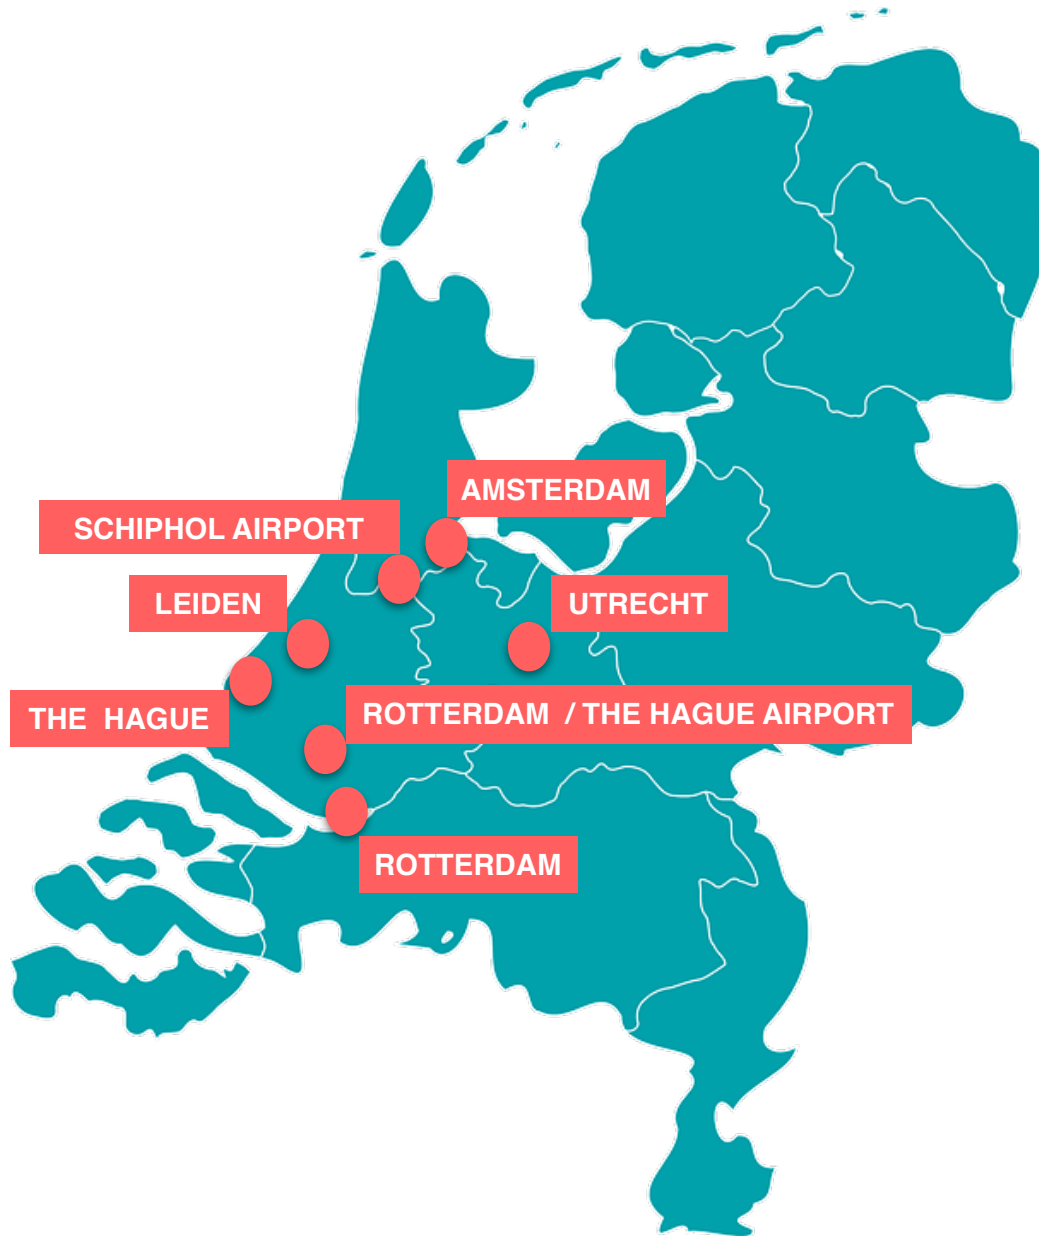 AMSTERDAM
SCHIPHOL AIRPORT
LEIDEN
UTRECHT
THE HAGUE
ROTTERDAM / THE HAGUE AIRPORT
ROTTERDAM